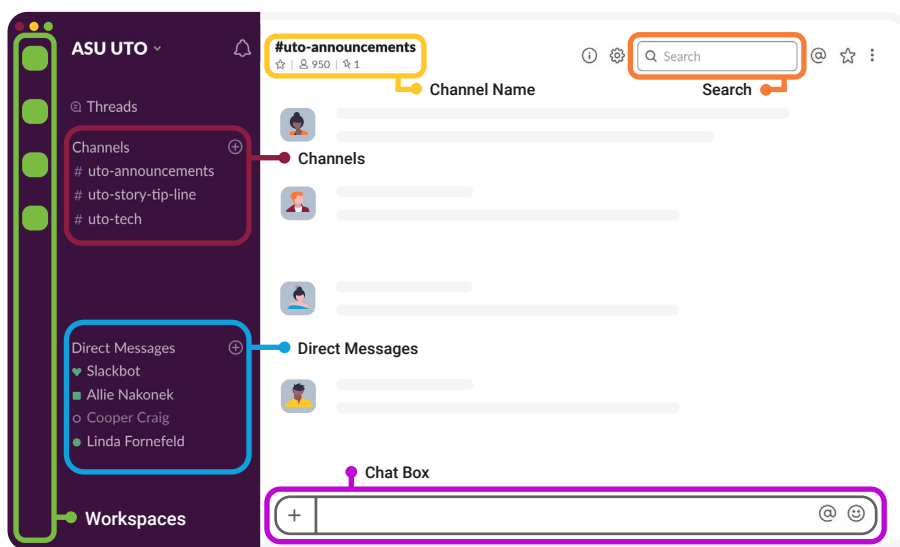 ASU UTO
Threads
Channels
# uto-announcements
# uto-story-tip-line
# uto-tech
Direct Messages
Slackbot
Allie Nakonek
Cooper Craig
Linda Fornefeld
Workspaces
#uto-announcements
950 | 1
Search
@
Channel Name
Search
Channels
Direct Messages
Chat Box
+
@